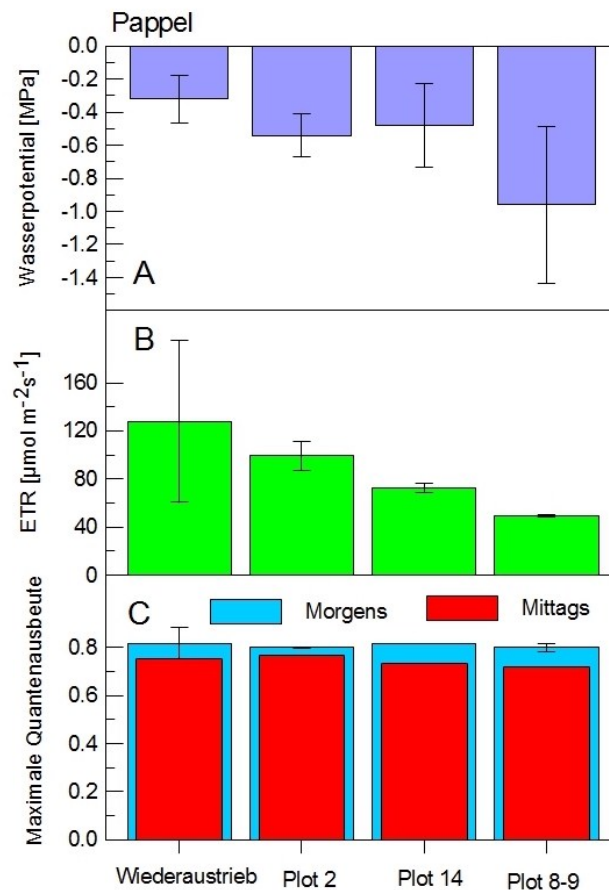 Pappel
0.0
-0.2
-0.4
-0.6
-0.8
-1.0
-1.2
-1.4
Wasserpotential [MPa]
A
B
160
120
80
40
0
ETR [µmol m-2s-1]
C
Morgens
Mittags
0.8
0.6
0.4
0.2
0.0
Maximale Quantenausbeute
Wiederaustrieb
Plot 2
Plot 14
Plot 8-9